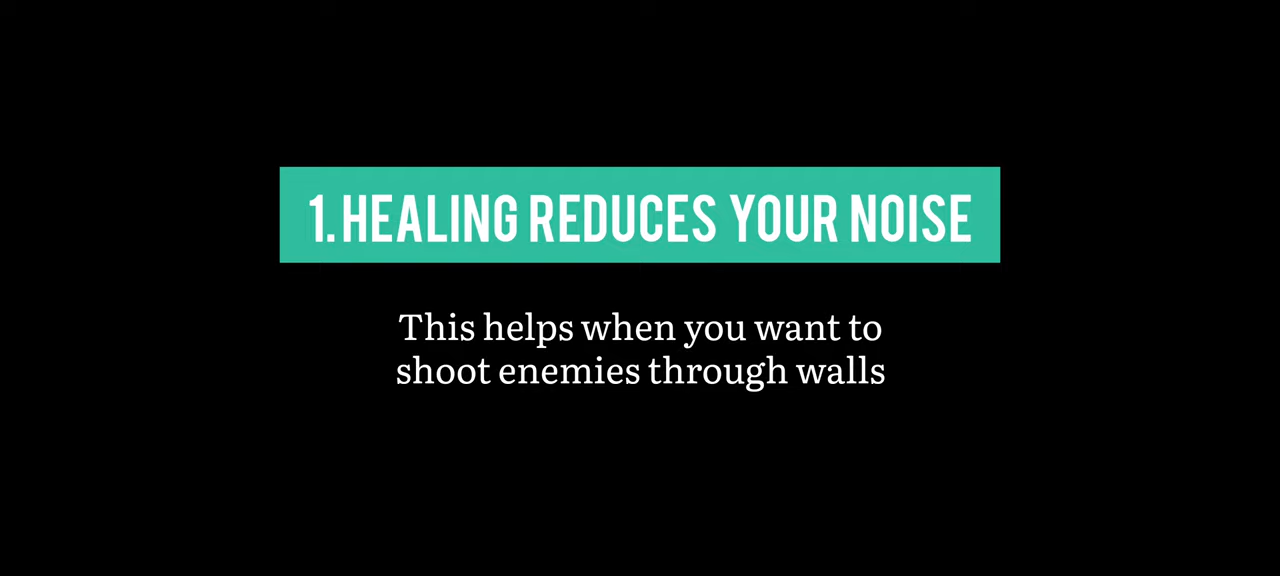 1. HEALING REDUCES YOUR NOISE
This helps when you want to
shoot enemies through walls